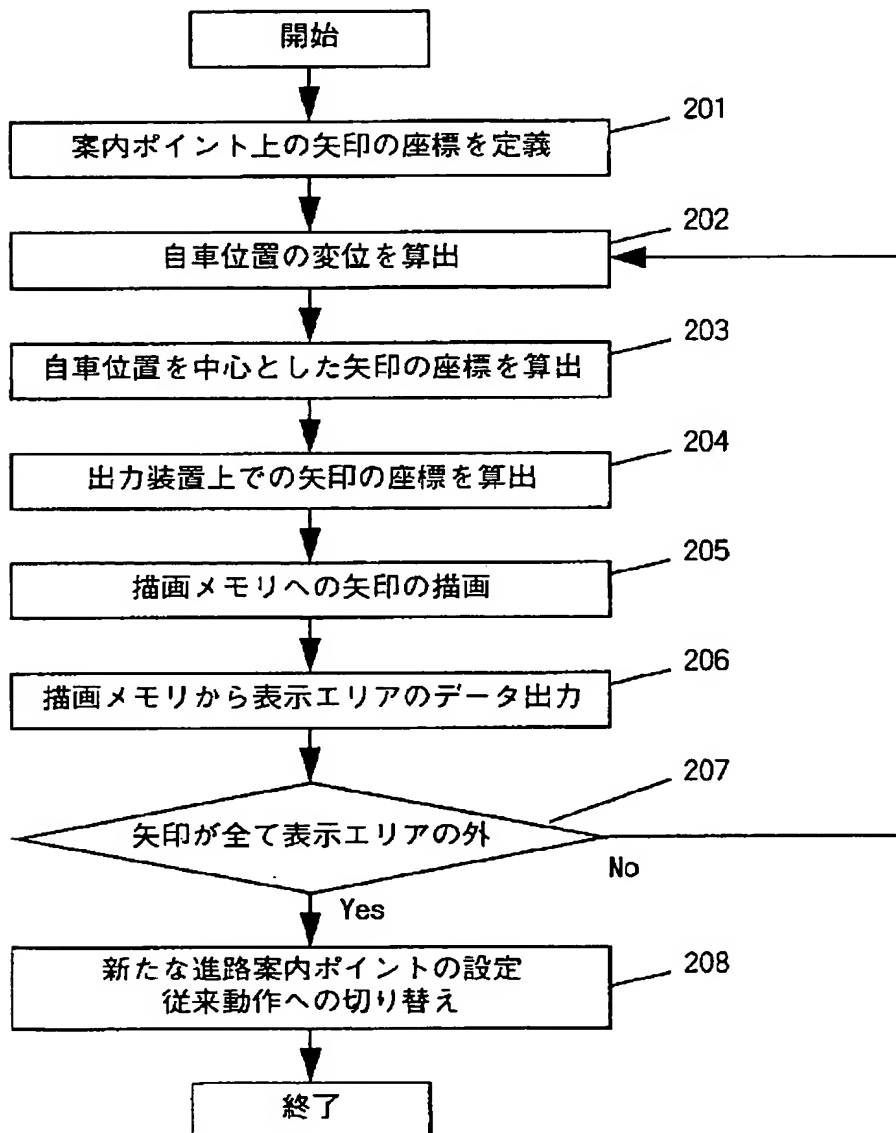 開始
201
案内ポイント上の矢印の座標を定義
202
自車位置の変位を算出
203
自車位置を中心とした矢印の座標を算出
204
出力装置上での矢印の座標を算出
205
描画メモリへの矢印の描画
206
描画メモリから表示エリアのデータ出力
207
矢印が全て表示エリアの外
No
Yes
208
新たな進路案内ポイントの設定
従来動作への切り替え
終了